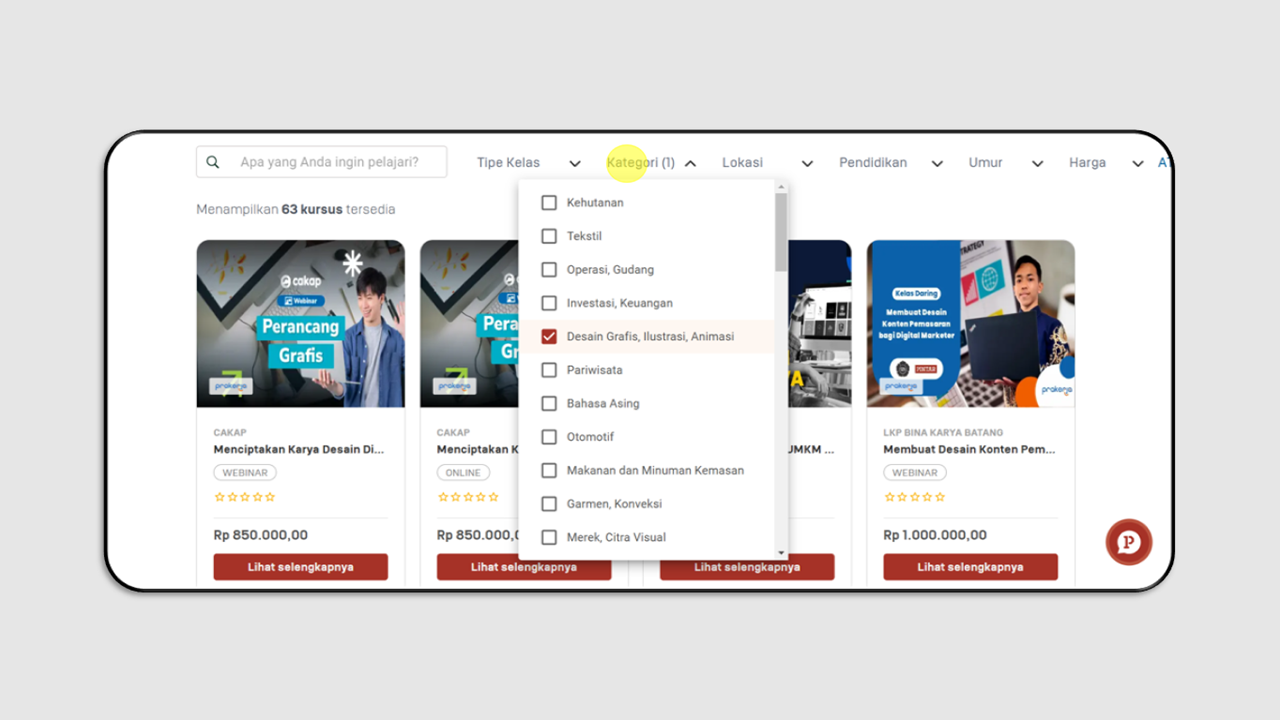 Apa yang Anda ingin pelajari?
Tipe Kelas
Kategori (1)
Lokasi
Pendidikan
Umur
Harga
Menampilkan 63 kursus tersedia
Kehutanan
Tekstil
Operasi, Gudang
Investasi, Keuangan
Desain Grafis, Ilustrasi, Animasi
Pariwisata
Bahasa Asing
Otomotif
Makanan dan Minuman Kemasan
Garmen, Konveksi
Merek, Citra Visual
cakap
Webinar
Perancang
Grafis
prakerja
CAKAP
Menciptakan Karya Desain Di...
WEBINAR
Rp 850.000,00
Lihat selengkapnya
prakerja
CAKAP
Menciptakan K
ONLINE
Rp 850.000,0
Lihat selengkapnya
UMKM ...
Lihat selengkapnya
STRATEGY
Kelas Daring
Membuat Desain
Konten Pemasaran
bagi Digital Marketer
prakerja
prakerja
LKP BINA KARYA BATANG
Membuat Desain Konten Pem...
WEBINAR
Rp 1.000.000,00
Lihat selengkapnya
P